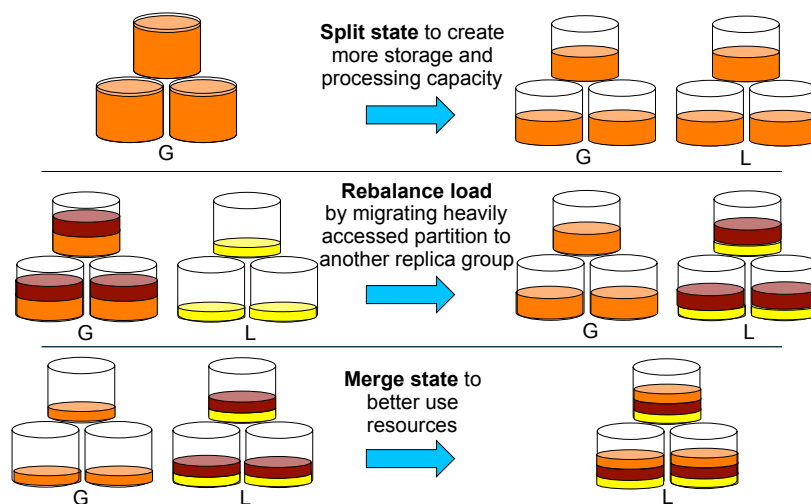 Split state to create
more storage and
processing capacity
G
G
L
Rebalance load
by migrating heavily
accessed partition to
another replica group
G
L
G
L
Merge state to
better use
resources
G
L
L